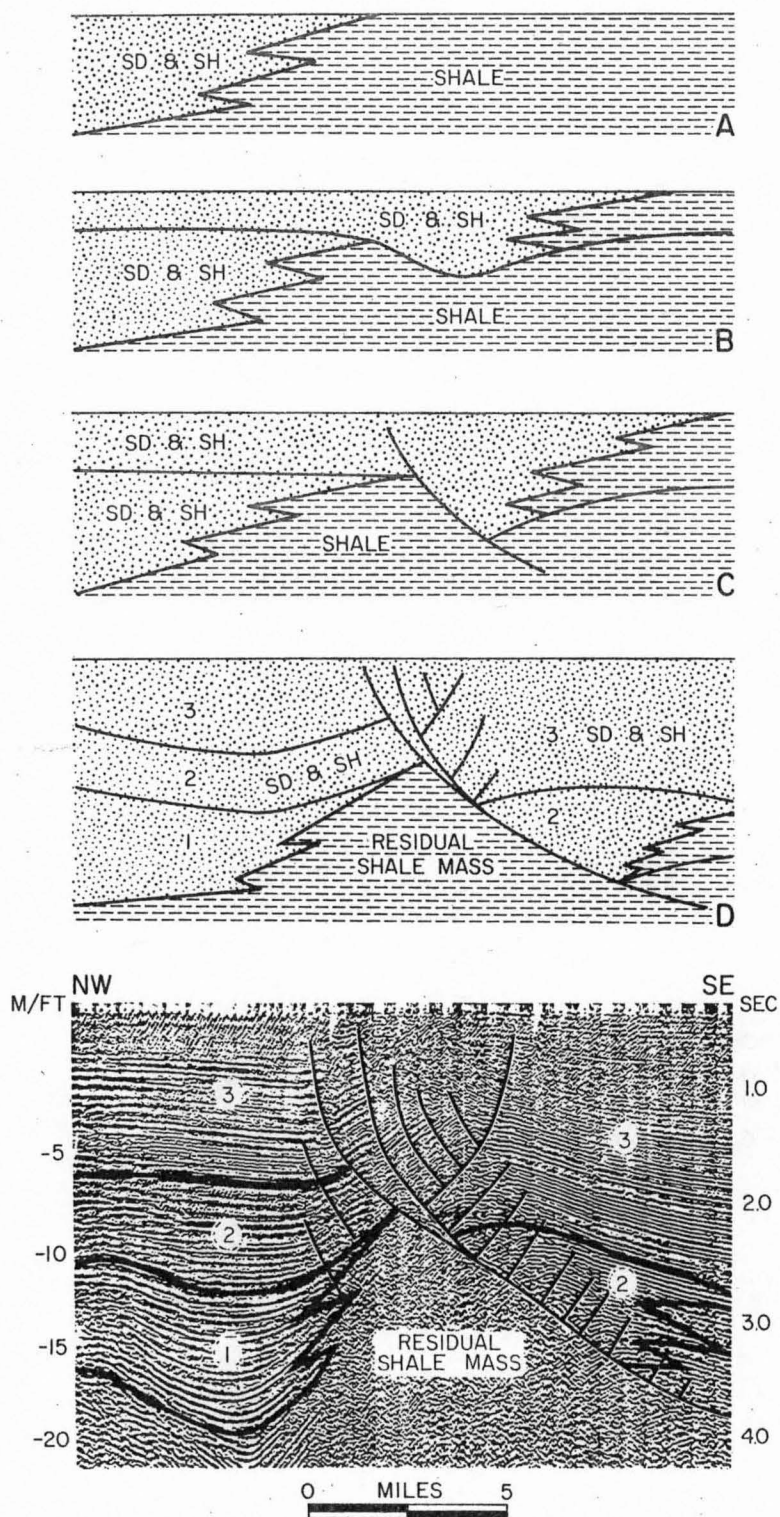 SD & SH
SHALE
A
SD & SH
SD & SH
SHALE
B
SD & SH
SD & SH
SHALE
C
3
2 SD & SH
1
3 SD & SH
2
RESIDUAL
SHALE MASS
D
NW
SE
M/FT
SEC
3
1.0
3
-5
2.0
2
-10
2
3.0
1
-15
RESIDUAL
SHALE MASS
-20
4.0
0 MILES 5